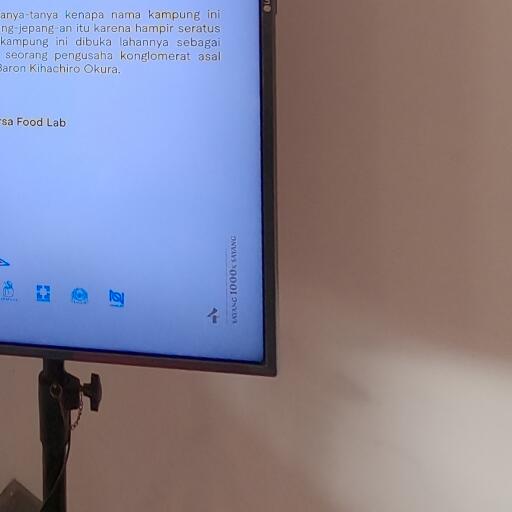 anya-tanya kenapa nama kampung ini
ng-jepang-an itu karena hampir seratus
kampung ini dibuka lahannya sebagai
seorang pengusaha konglomerat asal
Baron Kihachiro Okura.
rsa Food Lab
SAYANG 1000x SAYANG